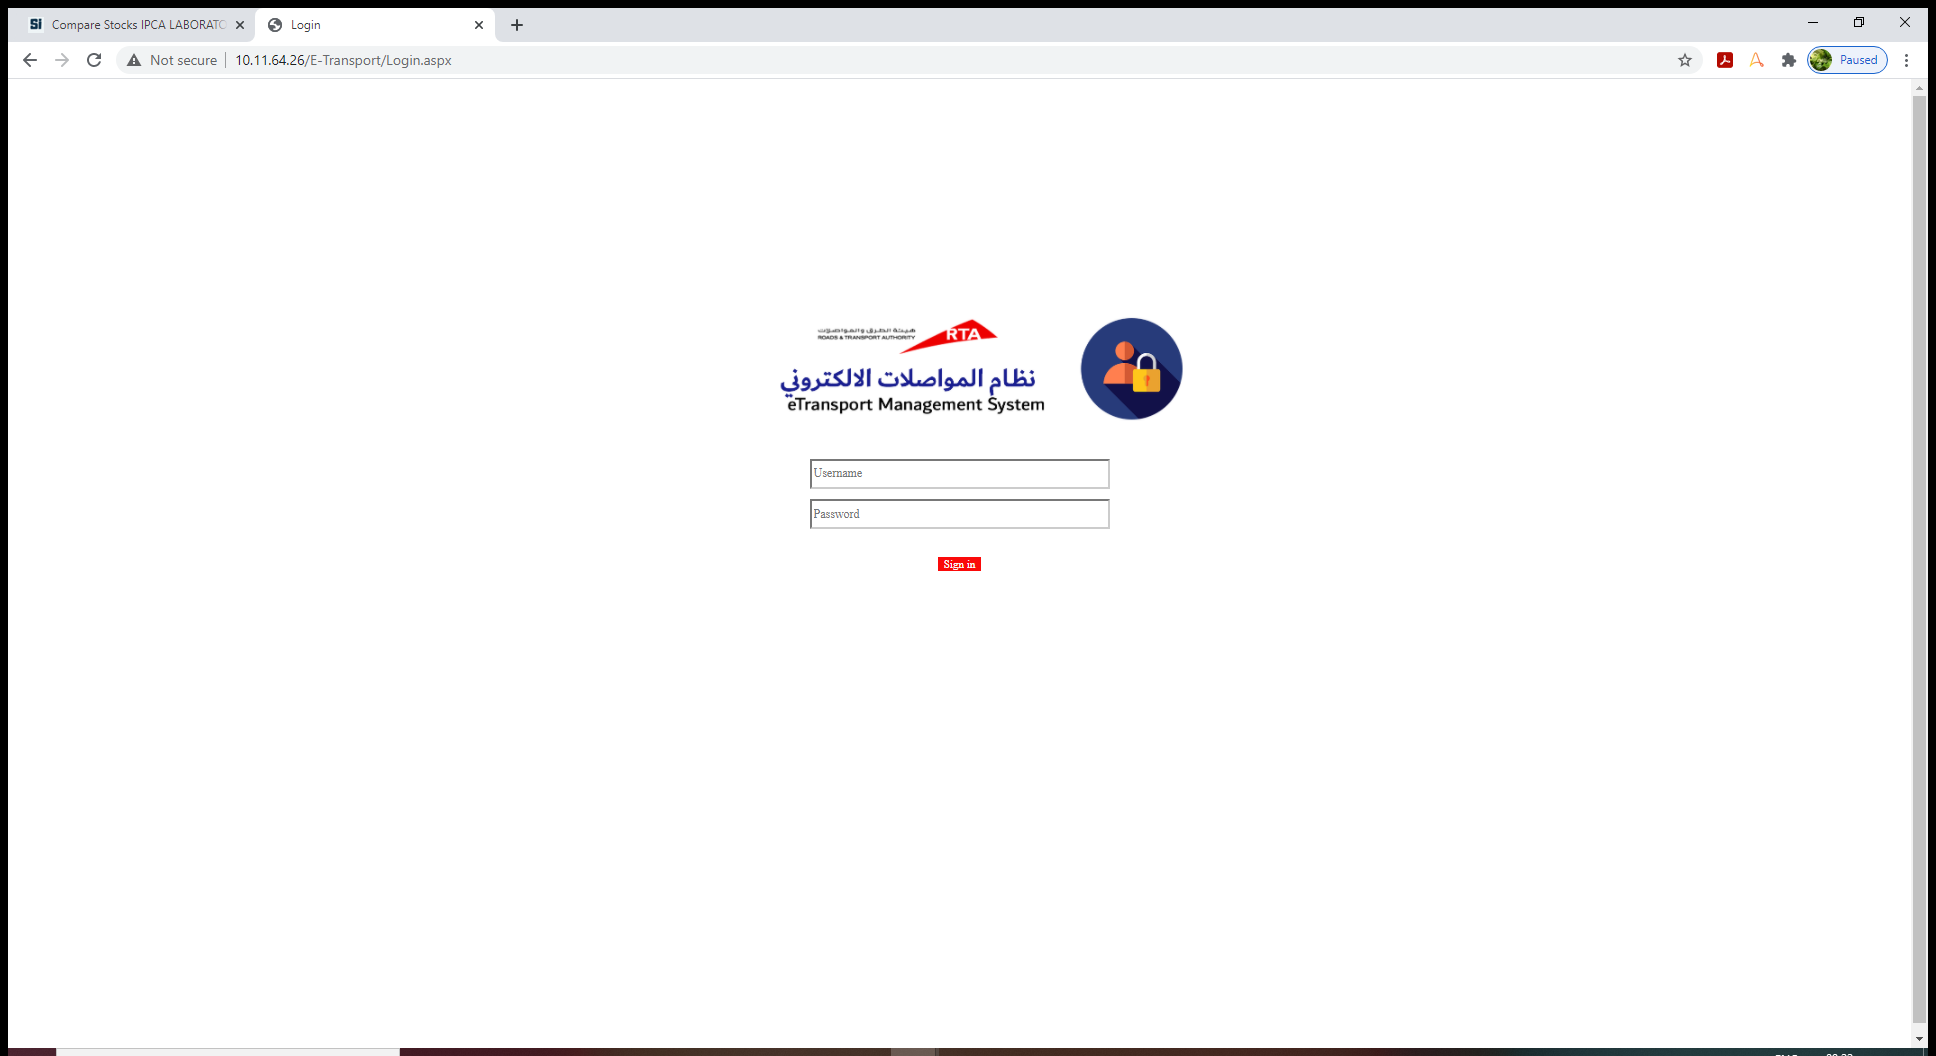 Compare Stocks IPCA LABORATO
Login
Not secure
10.11.64.26/E-Transport/Login.aspx
Paused
هيئة الطرق والمواصلات
ROADS & TRANSPORT AUTHORITY
RTA
نظام المواصلات الالكتروني
eTransport Management System
Username
Password
Sign in